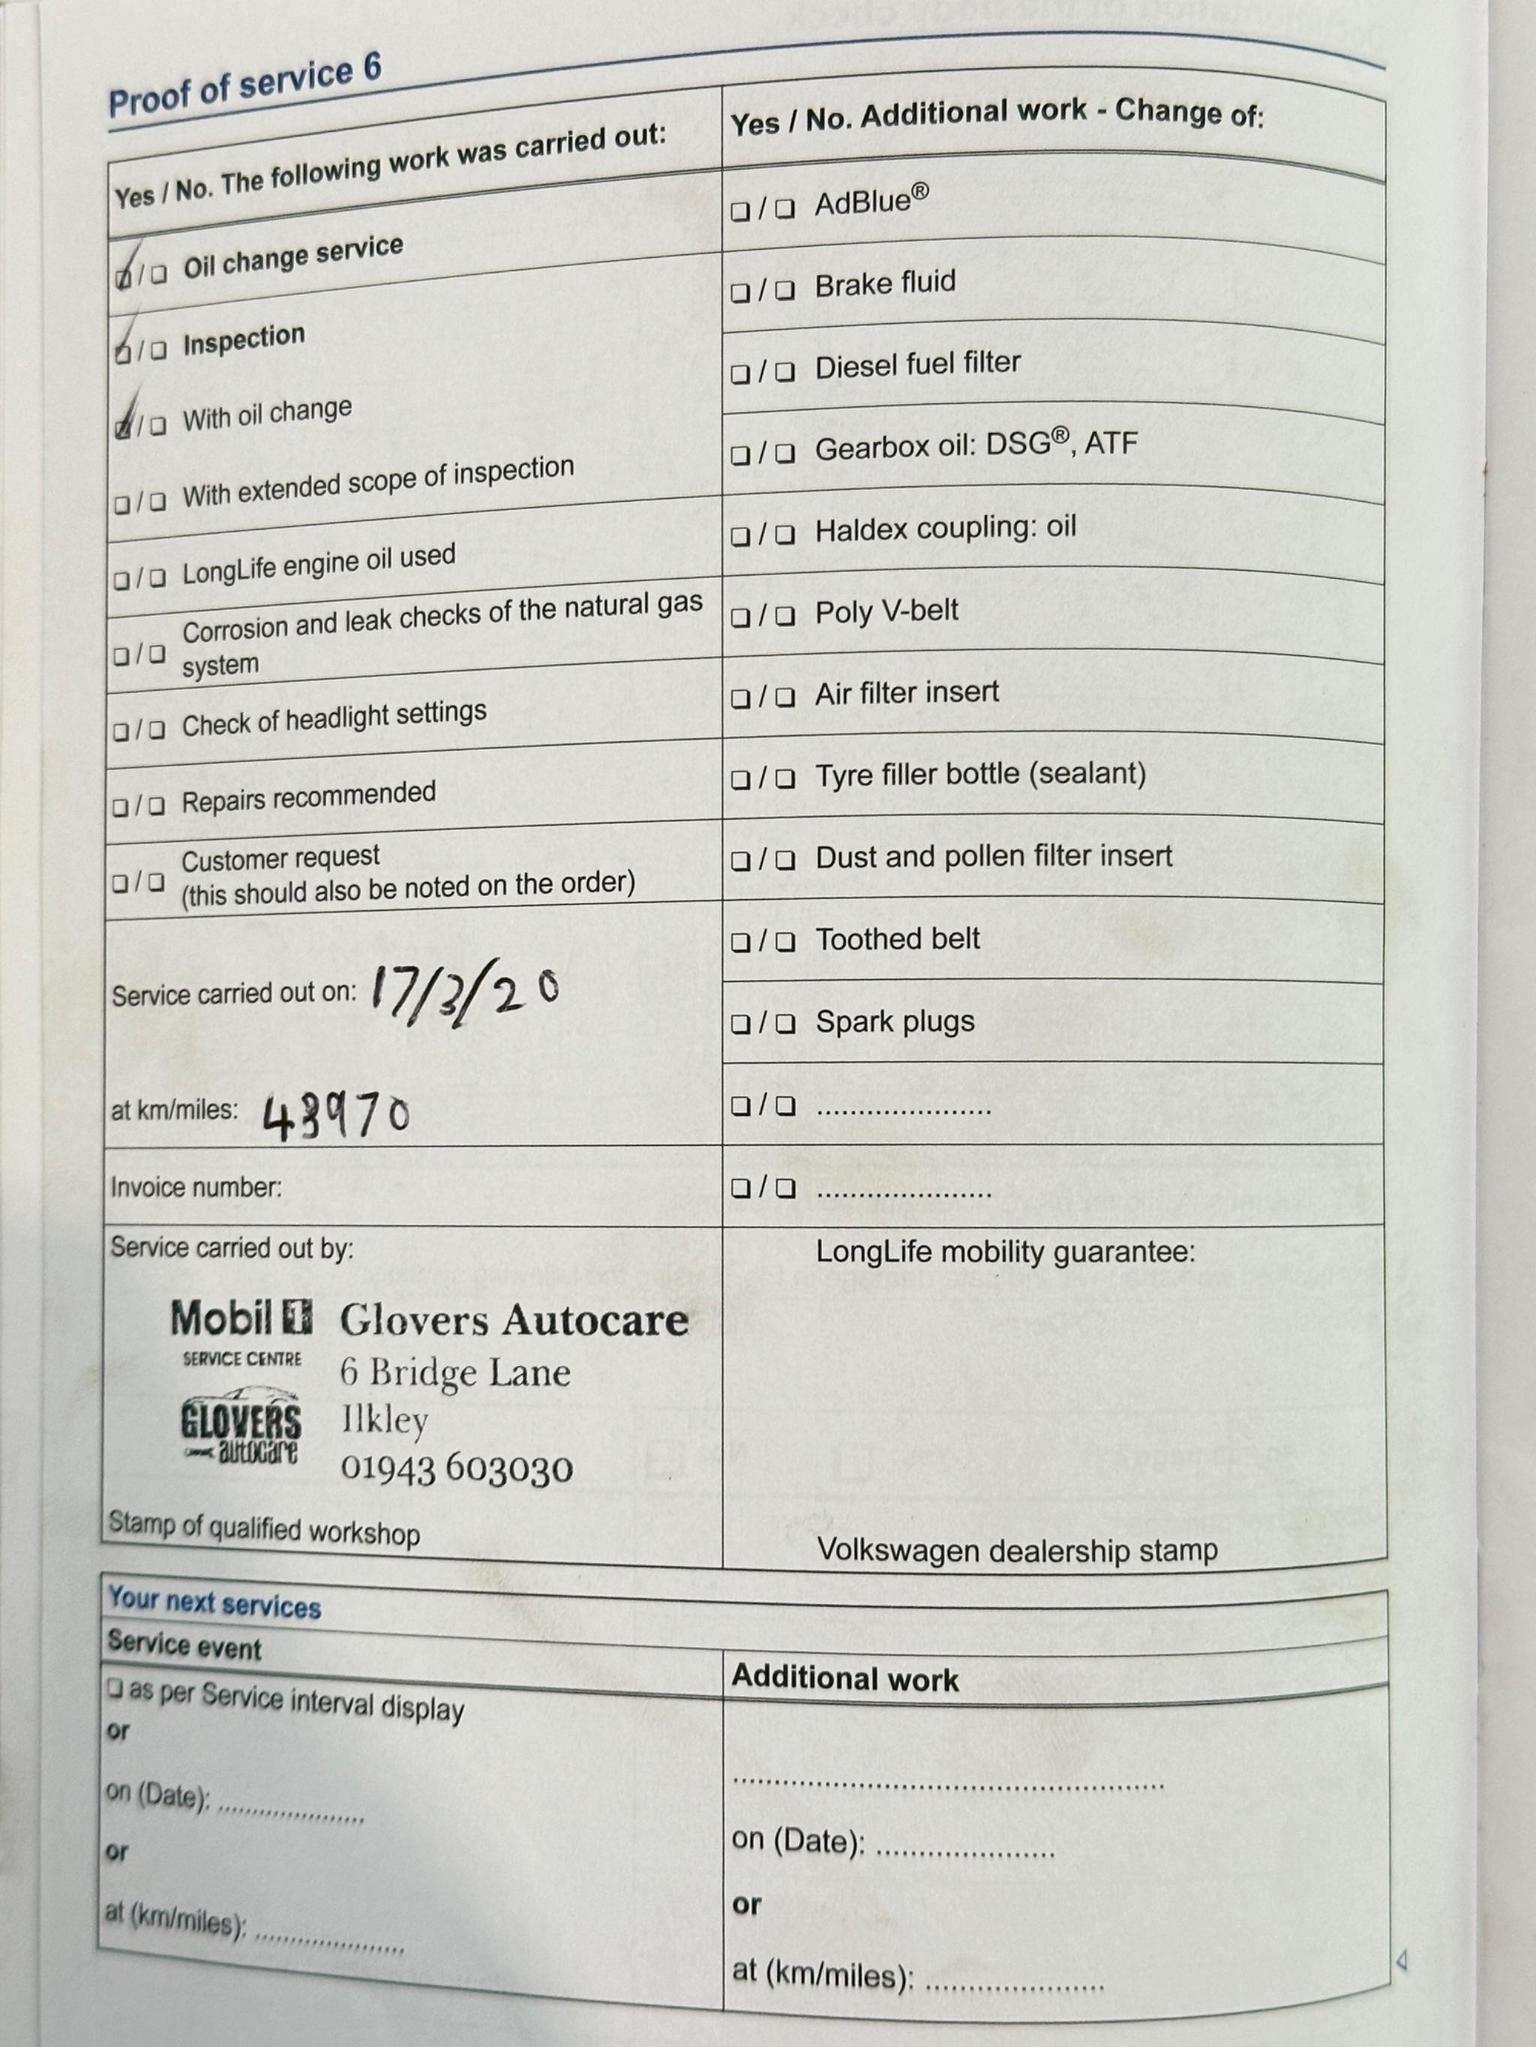 Proof of service 6
Yes / No. The following work was carried out:
☑/❏ Oil change service
☑/❏ Inspection
☑/❏ With oil change
❏/❏ With extended scope of inspection
❏/❏ LongLife engine oil used
❏/❏ Corrosion and leak checks of the natural gas
system
❏/❏ Check of headlight settings
❏/❏ Repairs recommended
❏/❏ Customer request
(this should also be noted on the order)
Service carried out on: 17/3/20
at km/miles: 43970
Invoice number:
Service carried out by:
Mobil 1
SERVICE CENTRE
GLOVERS
autocare
Glovers Autocare
6 Bridge Lane
Ilkley
01943 603030
Stamp of qualified workshop
Yes / No. Additional work - Change of:
❏/❏ AdBlue®
❏/❏ Brake fluid
❏/❏ Diesel fuel filter
❏/❏ Gearbox oil: DSG®, ATF
❏/❏ Haldex coupling: oil
❏/❏ Poly V-belt
❏/❏ Air filter insert
❏/❏ Tyre filler bottle (sealant)
❏/❏ Dust and pollen filter insert
❏/❏ Toothed belt
❏/❏ Spark plugs
❏/❏ .....................
❏/❏ .....................
LongLife mobility guarantee:
Volkswagen dealership stamp
Your next services
Service event
❏ as per Service interval display
or
on (Date): .....................
or
at (km/miles): .....................
Additional work
....................................................
on (Date): .....................
or
at (km/miles): .....................